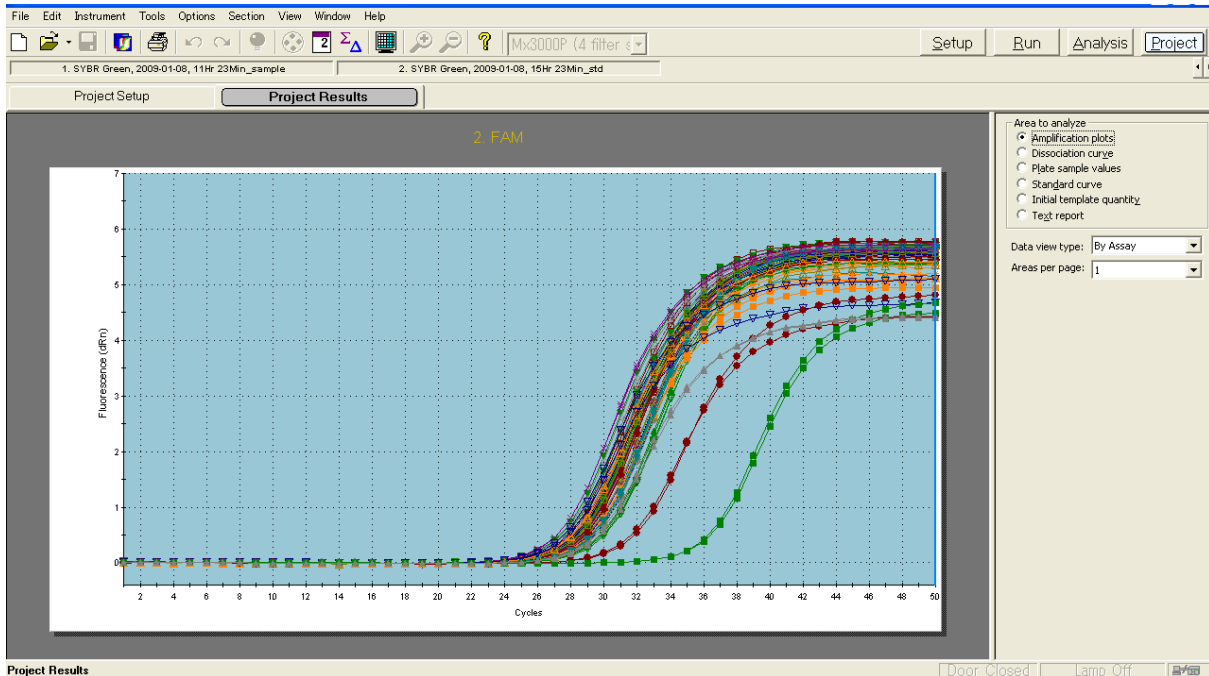 File Edit Instrument Tools Options Section View Window Help
Mx3000P (4 filter s
Setup Run Analysis Project
1. SYBR Green, 2009-01-08, 11Hr 23Min_sample 2. SYBR Green, 2009-01-08, 15Hr 23Min_std
Project Setup Project Results
2. FAM
Area to analyze
Amplification plots
Dissociation curve
Plate sample values
Standard curve
Initial template quantity
Text report
Data view type: By Assay
Areas per page: 1
7
6
5
4
3
2
1
0
Fluorescence (dRn)
2 4 6 8 10 12 14 16 18 20 22 24 26 28 30 32 34 36 38 40 42 44 46 48 50
Cycles
Project Results Door Closed Lamp Off